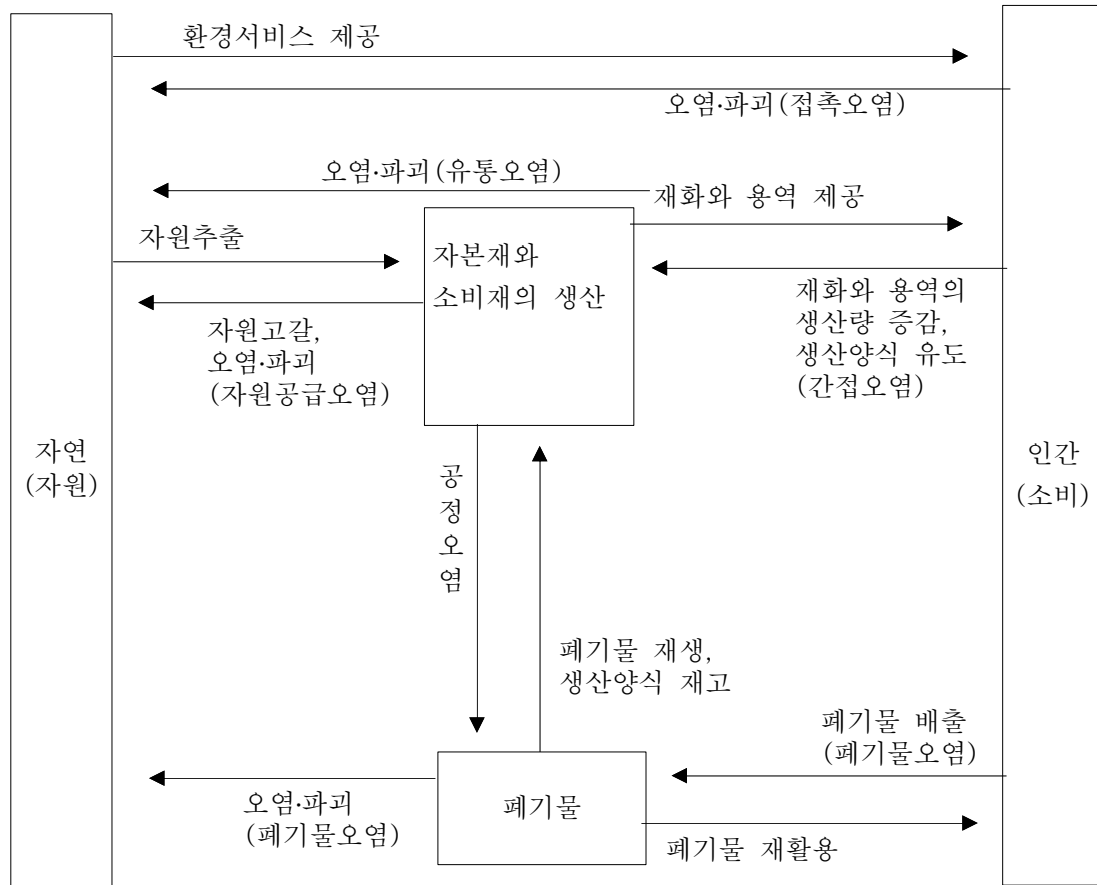 환경서비스 제공
오염·파괴(접촉오염)
오염·파괴(유통오염)
재화와 용역 제공
자원추출
자본재와
소비재의 생산
자원고갈,
오염·파괴
(자원공급오염)
재화와 용역의
생산량 증감,
생산양식 유도
(간접오염)
자연
(자원)
인간
(소비)
공
정
오
염
폐기물 재생,
생산양식 재고
폐기물 배출
(폐기물오염)
오염·파괴
(폐기물오염)
폐기물
폐기물 재활용